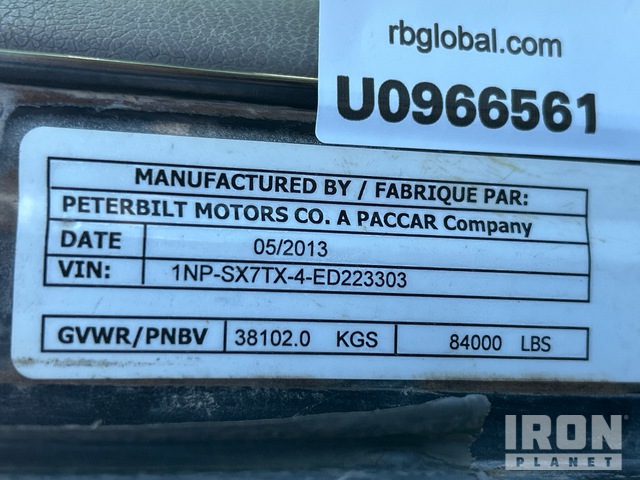 rbglobal.com
U0966561
MANUFACTURED BY / FABRIQUE PAR:
PETERBILT MOTORS CO. A PACCAR Company
DATE 05/2013
VIN: 1NP-SX7TX-4-ED223303
GVWR/PNBV 38102.0 KGS 84000 LBS
IRON
PLANET